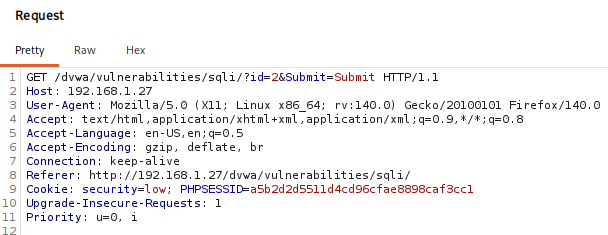 Request
Pretty Raw Hex
1 GET /dvwa/vulnerabilities/sqli/?id=2&Submit=Submit HTTP/1.1
2 Host: 192.168.1.27
3 User-Agent: Mozilla/5.0 (X11; Linux x86_64; rv:140.0) Gecko/20100101 Firefox/140.0
4 Accept: text/html,application/xhtml+xml,application/xml;q=0.9,*/*;q=0.8
5 Accept-Language: en-US,en;q=0.5
6 Accept-Encoding: gzip, deflate, br
7 Connection: keep-alive
8 Referer: http://192.168.1.27/dvwa/vulnerabilities/sqli/
9 Cookie: security=low; PHPSESSID=a5b2d2d5511d4cd96cfae8898caf3cc1
10 Upgrade-Insecure-Requests: 1
11 Priority: u=0, i
12